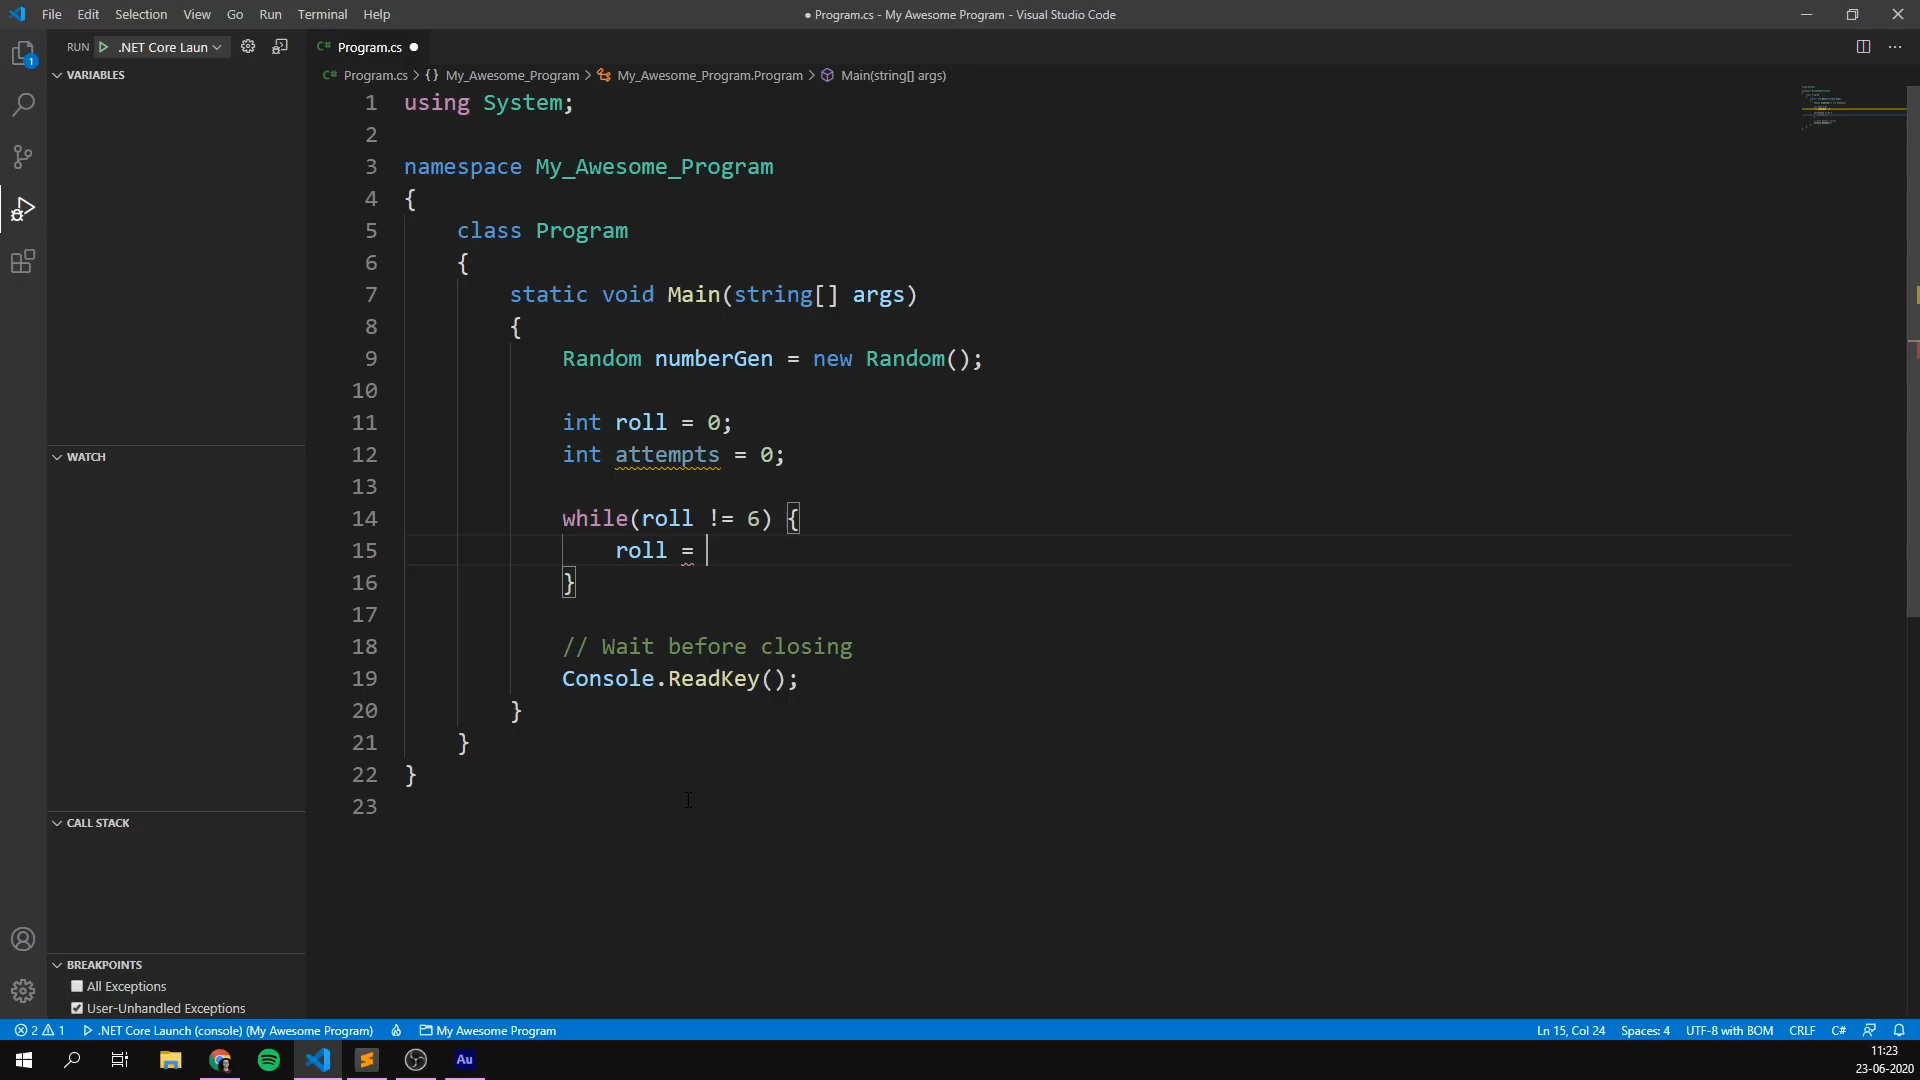 File Edit Selection View Go Run Terminal Help
● Program.cs - My Awesome Program - Visual Studio Code
RUN .NET Core Laun
C# Program.cs ●
C# Program.cs > {} My_Awesome_Program > My_Awesome_Program.Program > Main(string[] args)
VARIABLES
WATCH
CALL STACK
BREAKPOINTS
All Exceptions
User-Unhandled Exceptions
1
1 using System;
2
3 namespace My_Awesome_Program
4 {
5 class Program
6 {
7 static void Main(string[] args)
8 {
9 Random numberGen = new Random();
10
11 int roll = 0;
12 int attempts = 0;
13
14 while(roll != 6) {
15 roll =
16 }
17
18 // Wait before closing
19 Console.ReadKey();
20 }
21 }
22 }
23
2 1 .NET Core Launch (console) (My Awesome Program) My Awesome Program
Ln 15, Col 24 Spaces: 4 UTF-8 with BOM CRLF C#
Au
11:23
23-06-2020